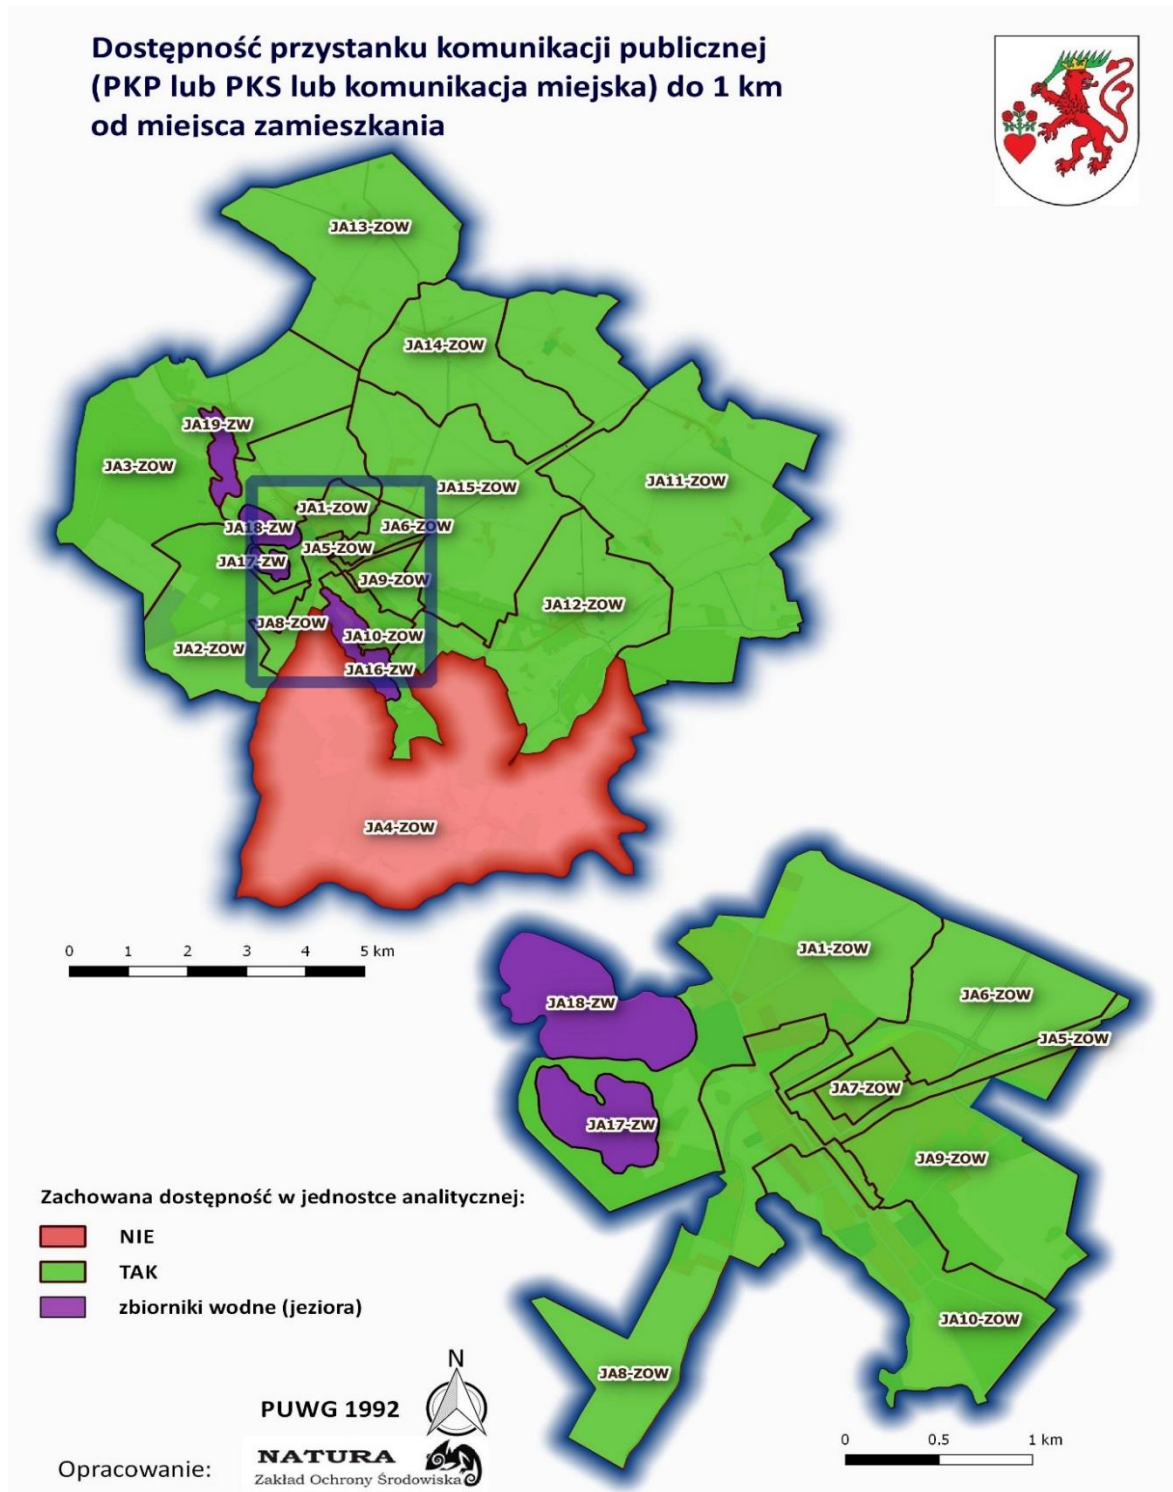 Dostępność przystanku komunikacji publicznej
(PKP lub PKS lub komunikacja miejska) do 1 km
od miejsca zamieszkania
JA13-ZOW
JA14-ZOW
JA19-ZW
JA3-ZOW
JA11-ZOW
JA15-ZOW
JA1-ZOW
JA18-ZW
JA6-ZOW
JA5-ZOW
JA17-ZW
JA9-ZOW
JA12-ZOW
JA8-ZOW
JA10-ZOW
JA2-ZOW
JA16-ZW
JA4-ZOW
0 1 2 3 4 5 km
JA1-ZOW
JA6-ZOW
JA18-ZW
JA5-ZOW
JA7-ZOW
JA17-ZW
JA9-ZOW
JA10-ZOW
JA8-ZOW
Zachowana dostępność w jednostce analitycznej:
NIE
TAK
zbiorniki wodne (jeziora)
N
PUWG 1992
0 0.5 1 km
Opracowanie:
NATURA
Zakład Ochrony Środowiska